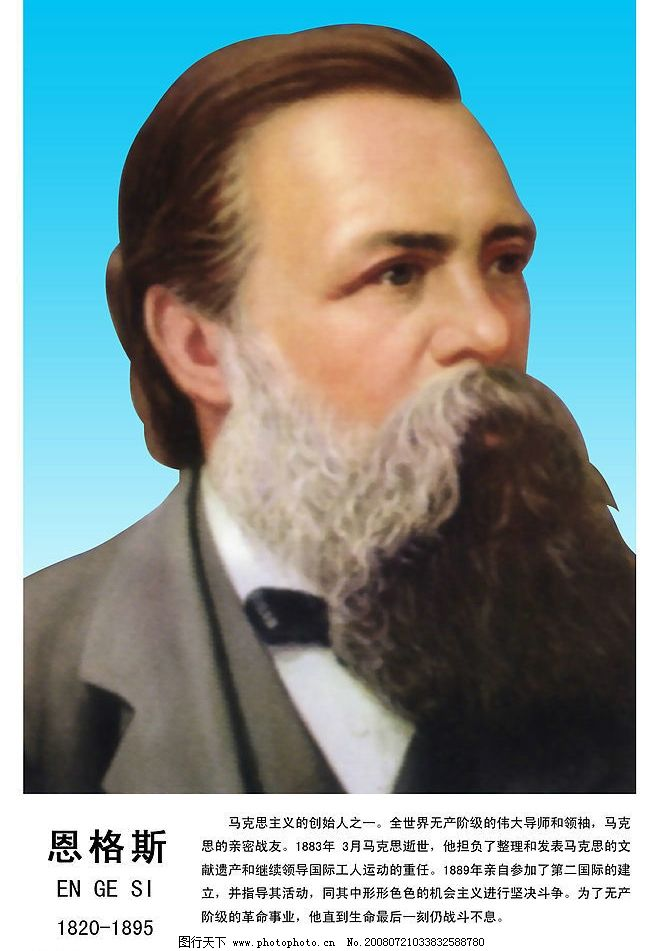 恩格斯
EN GE SI
1820-1895
马克思主义的创始人之一。全世界无产阶级的伟大导师和领袖，马克
思的亲密战友。1883年 3月马克思逝世，他担负了整理和发表马克思的文
献遗产和继续领导国际工人运动的重任。1889年亲自参加了第二国际的建
立，并指导其活动，同其中形形色色的机会主义进行坚决斗争。为了无产
阶级的革命事业，他直到生命最后一刻仍战斗不息。
图行天下 www.photophoto.cn No.20080721033832588780